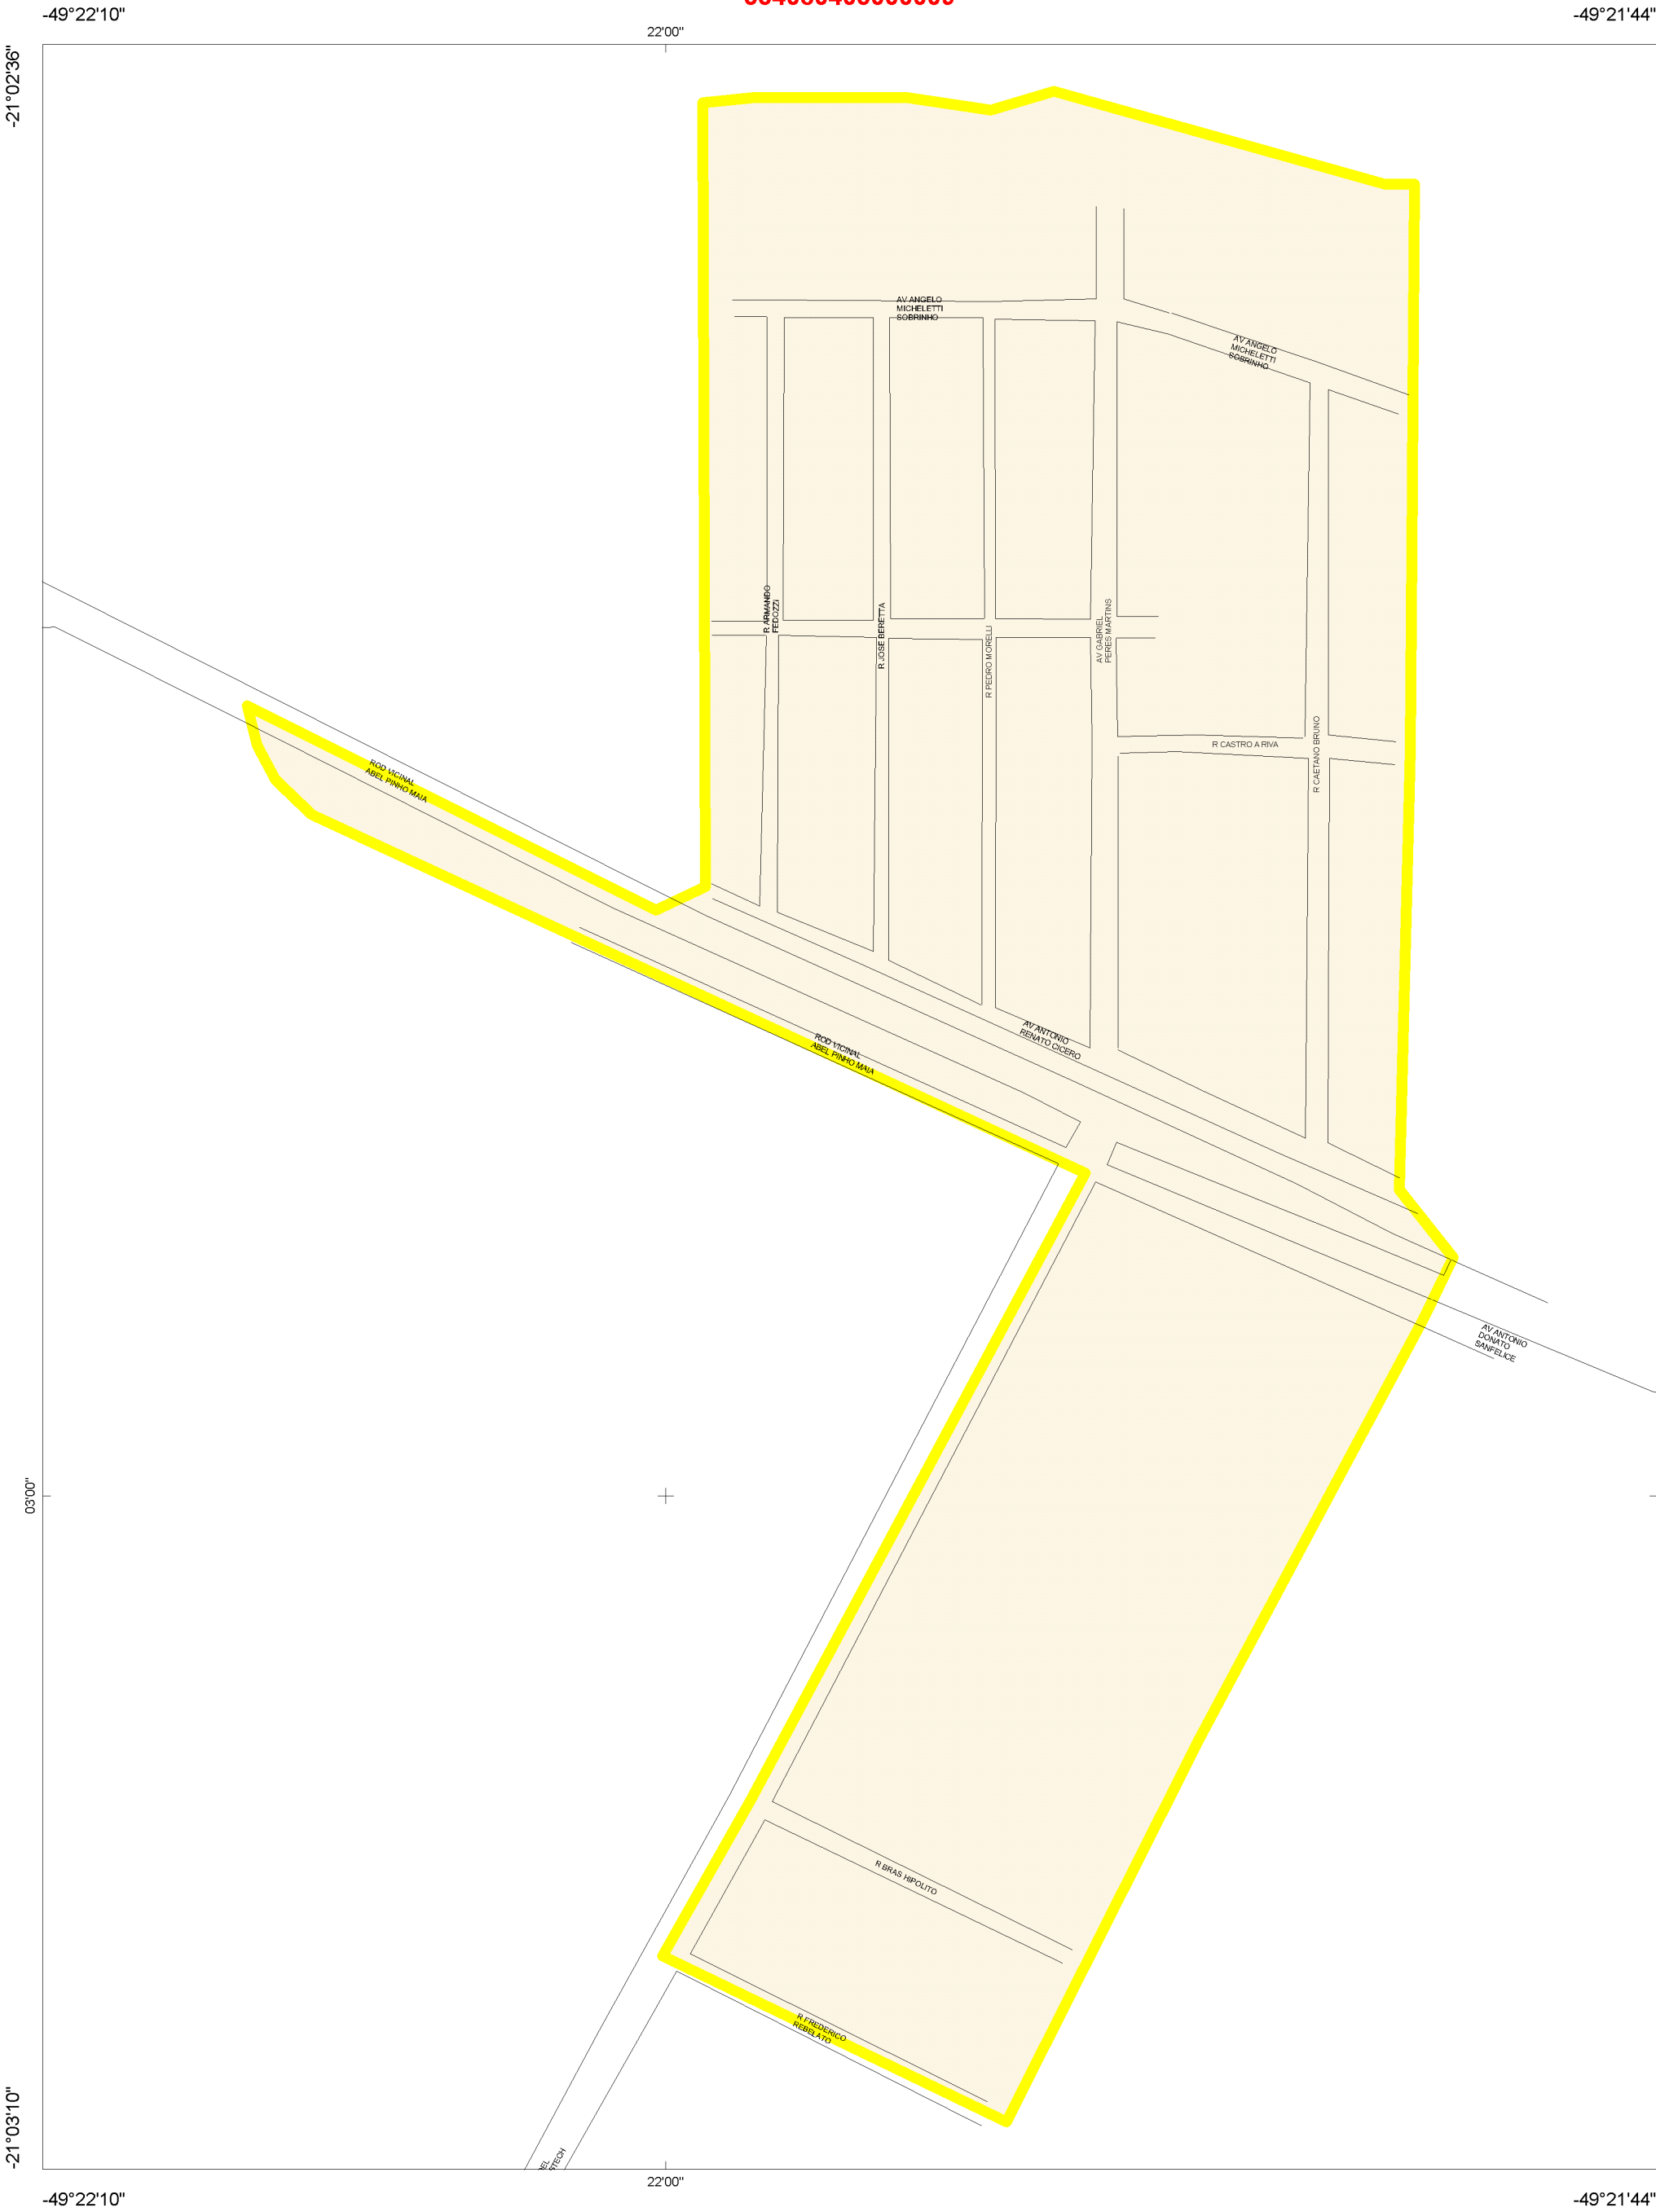 -49°22'10"
-49°21'44"
22'00"
-21°02'36"
AV ANGELO
MICHELETTI
SOBRINHO
AV ANGELO
MICHELETTI
SOBRINHO
R ARMANDO
FEDOZZI
R JOSE BERETTA
R PEDRO MORELLI
AV GABRIEL
PERES MARTINS
R CASTRO A RIVA
R CAETANO BRUNO
ROD VICINAL
ABEL PINHO MAIA
AV ANTONIO
RENATO CICERO
ROD VICINAL
ABEL PINHO MAIA
AV ANTONIO
DONATO
SANFELICE
03'00"
R BRAS HIPOLITO
R FREDERICO
REBELATO
-21°03'10"
22'00"
-49°22'10"
-49°21'44"